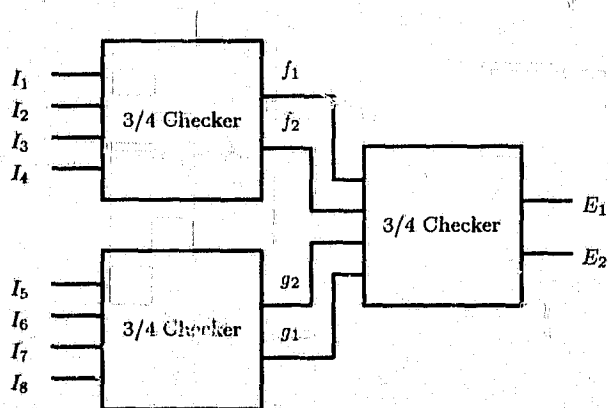 I1
I2
I3
I4
3/4 Checker
f1
f2
I5
I6
I7
I8
3/4 Checker
g2
g1
3/4 Checker
E1
E2